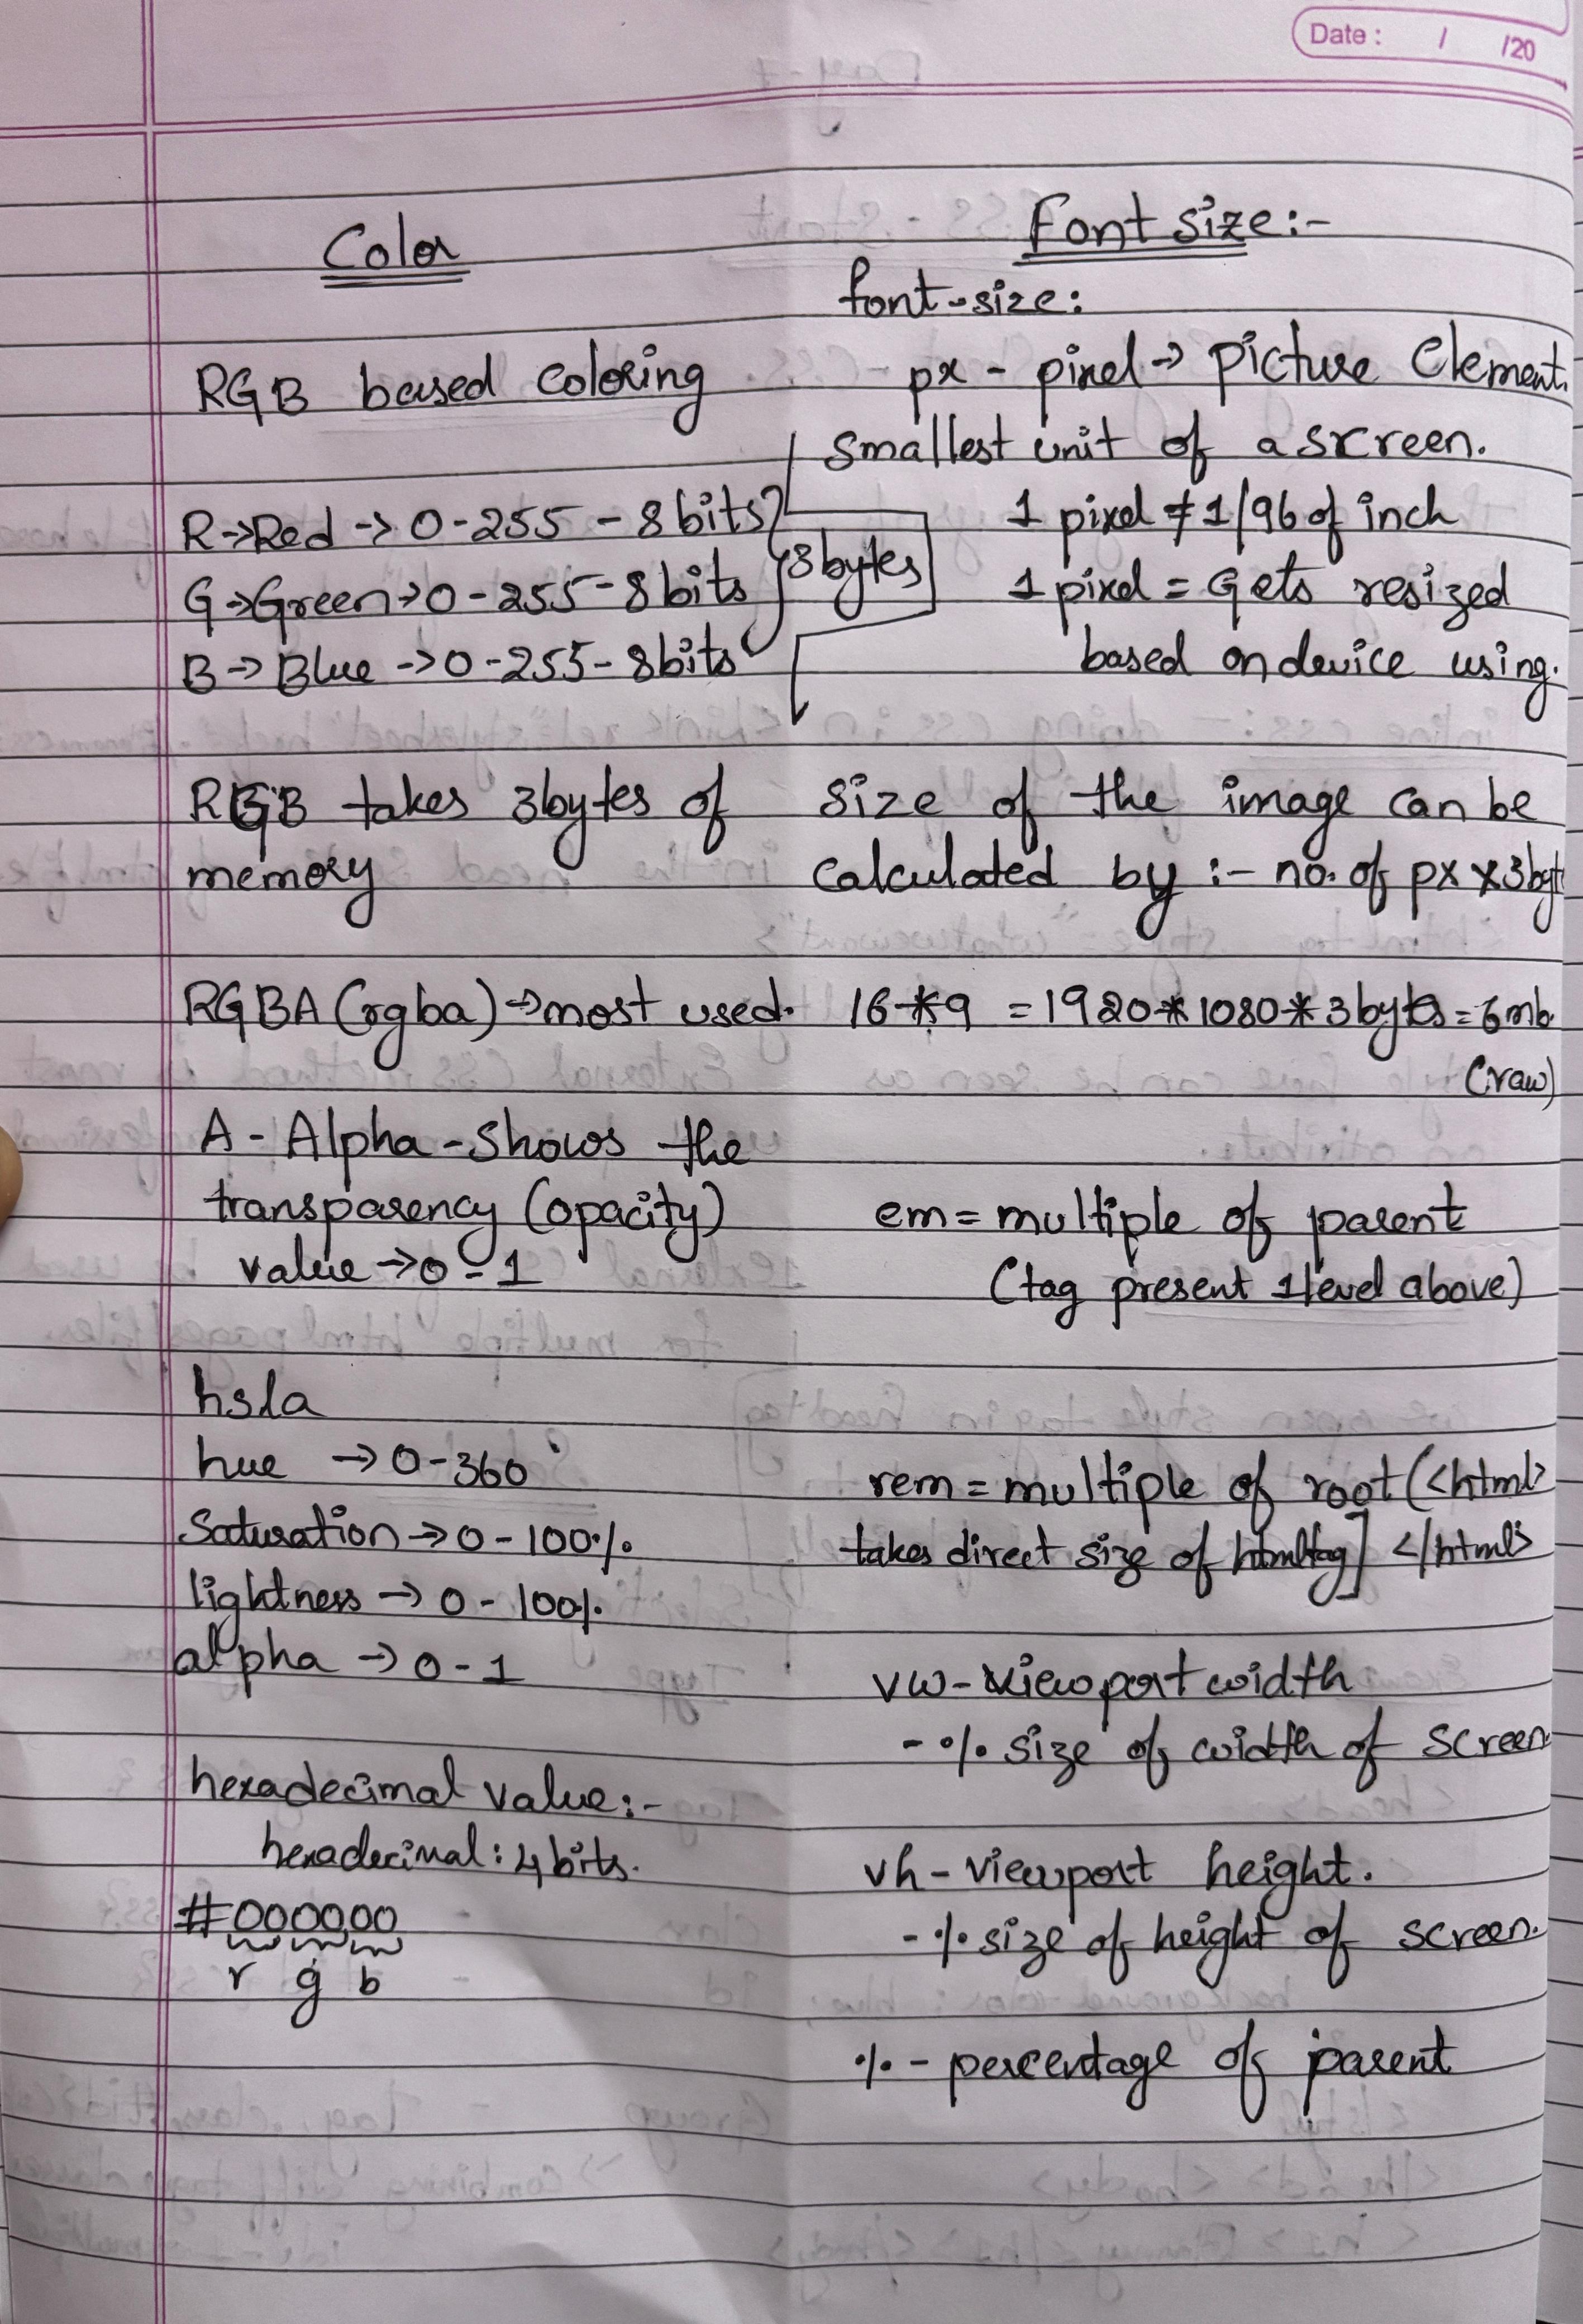 Date : / /20
Color
RGB based coloring
R->Red -> 0-255 - 8bits
G->Green->0-255-8bits
B-> Blue ->0-255-8bits
3bytes
RGB takes 3bytes of
memory
RGBA (rgba)->most used.
A - Alpha - Shows the
transparency (opacity)
value ->0-1
hsla
hue -> 0-360°
Saturation -> 0-100%
lightness -> 0-100%
alpha -> 0-1
hexadecimal value:-
hexadecimal: 4 bits.
#000000
r g b
Font size:-
font-size:
px - pixel -> Picture Element.
smallest unit of a screen.
1 pixel ≠ 1/96 of inch
1 pixel = Gets resized
based on device using.
Size of the image can be
calculated by :- no. of px x 3byt
16*9 = 1920*1080*3bytes = 6mb.
(raw)
em = multiple of parent
(tag present 1level above)
rem = multiple of root (<html>
takes direct size of html tag] </html>
vw - viewport width
- % size of width of screen.
vh - viewport height.
- % size of height of screen.
% - percentage of parent